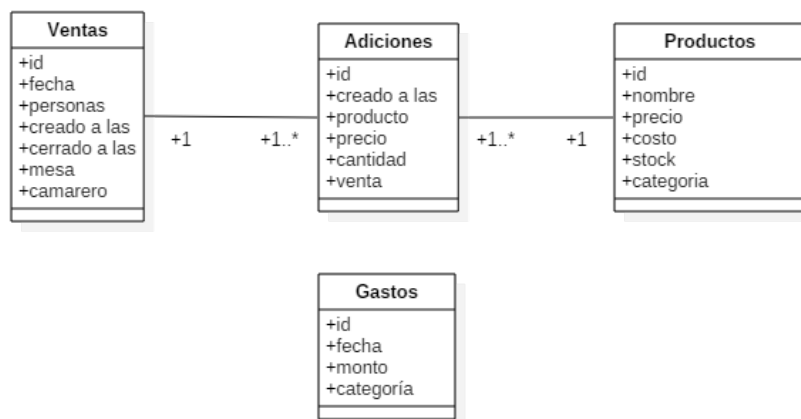 Ventas
+id
+fecha
+personas
+creado a las
+cerrado a las
+mesa
+camarero
+1
+1..*
Adiciones
+id
+creado a las
+producto
+precio
+cantidad
+venta
+1..*
+1
Productos
+id
+nombre
+precio
+costo
+stock
+categoria
Gastos
+id
+fecha
+monto
+categoría